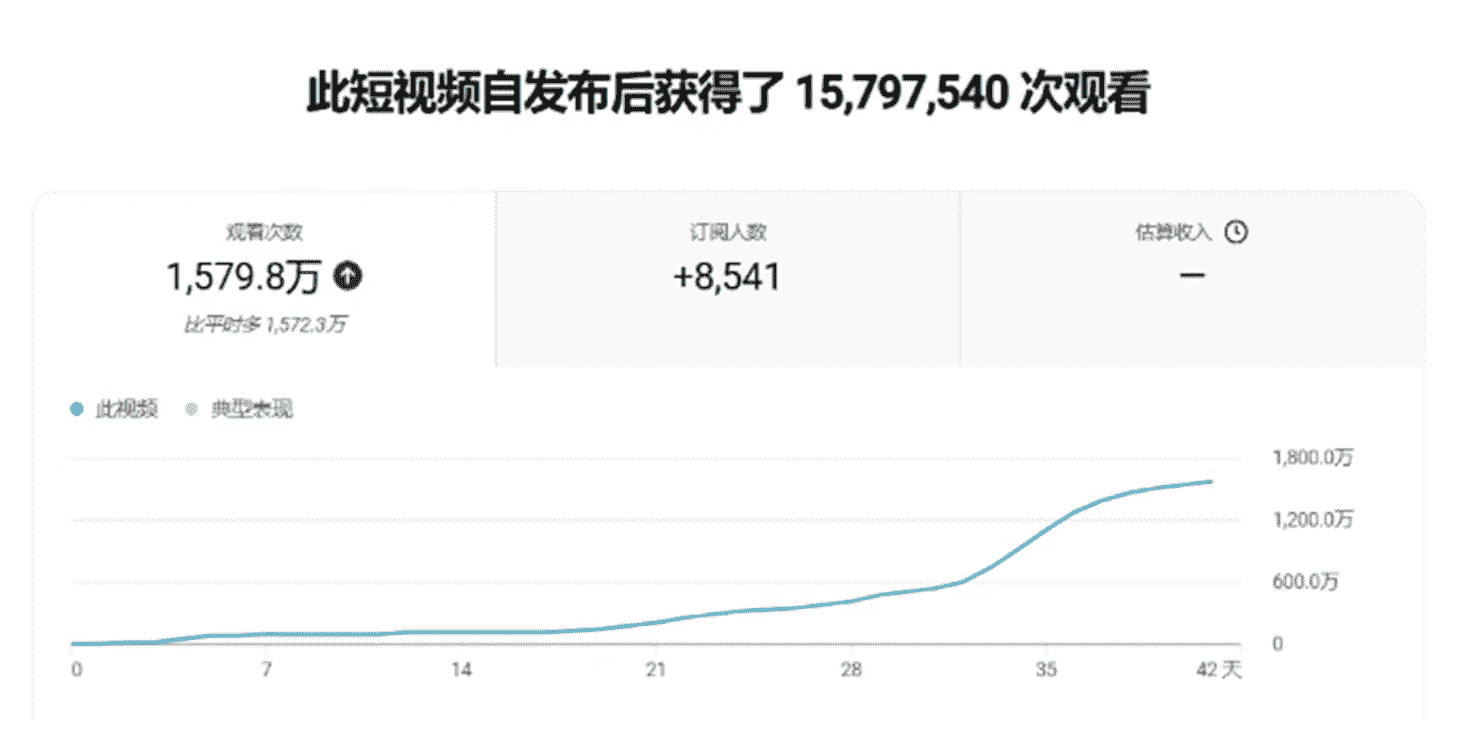 此短视频自发布后获得了 15,797,540 次观看
观看次数
1,579.8万
比平时多 1,572.3万
订阅人数
+8,541
估算收入
—
此视频 典型表现
1,800.0万
1,200.0万
600.0万
0
0 7 14 21 28 35 42 天